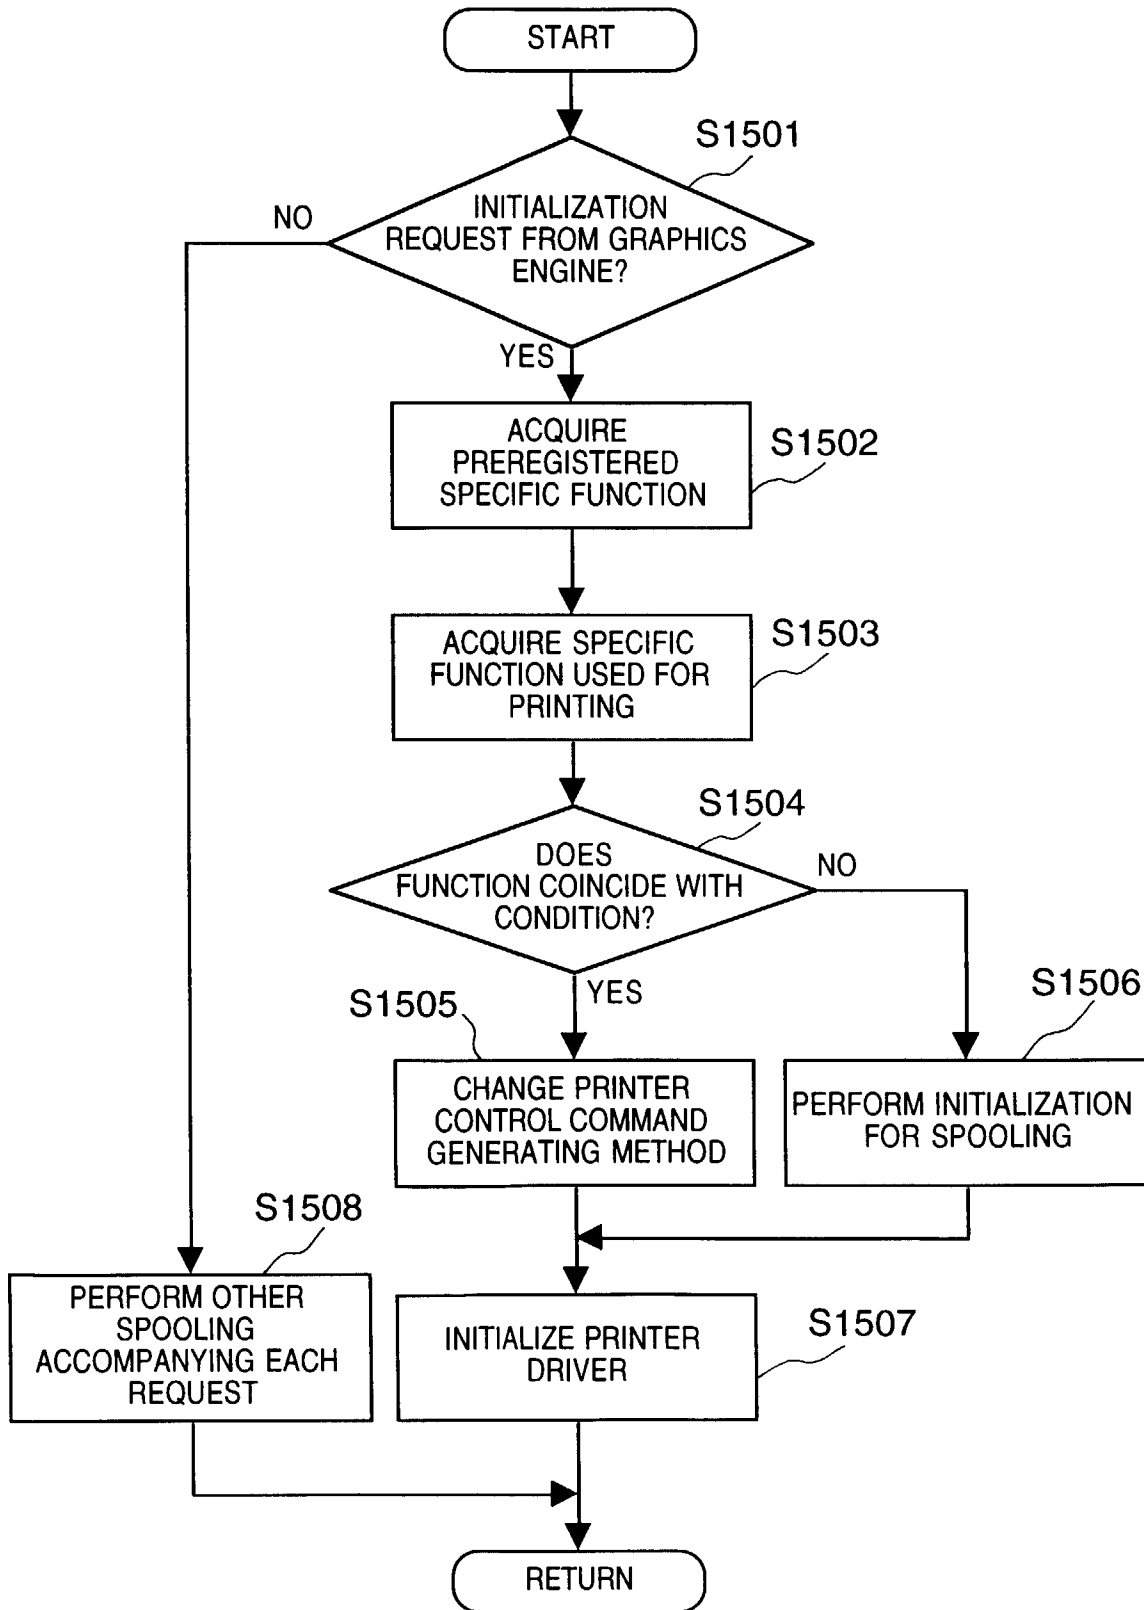 START
S1501
INITIALIZATION
REQUEST FROM GRAPHICS
ENGINE?
NO
YES
ACQUIRE
PREREGISTERED
SPECIFIC FUNCTION
S1502
ACQUIRE SPECIFIC
FUNCTION USED FOR
PRINTING
S1503
S1504
DOES
FUNCTION COINCIDE WITH
CONDITION?
NO
YES
S1505
CHANGE PRINTER
CONTROL COMMAND
GENERATING METHOD
S1506
PERFORM INITIALIZATION
FOR SPOOLING
S1508
PERFORM OTHER
SPOOLING
ACCOMPANYING EACH
REQUEST
INITIALIZE PRINTER
DRIVER
S1507
RETURN